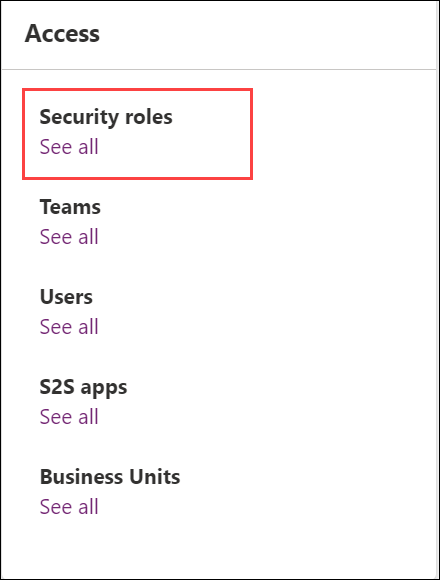 Access
Security roles
See all
Teams
See all
Users
See all
S2S apps
See all
Business Units
See all